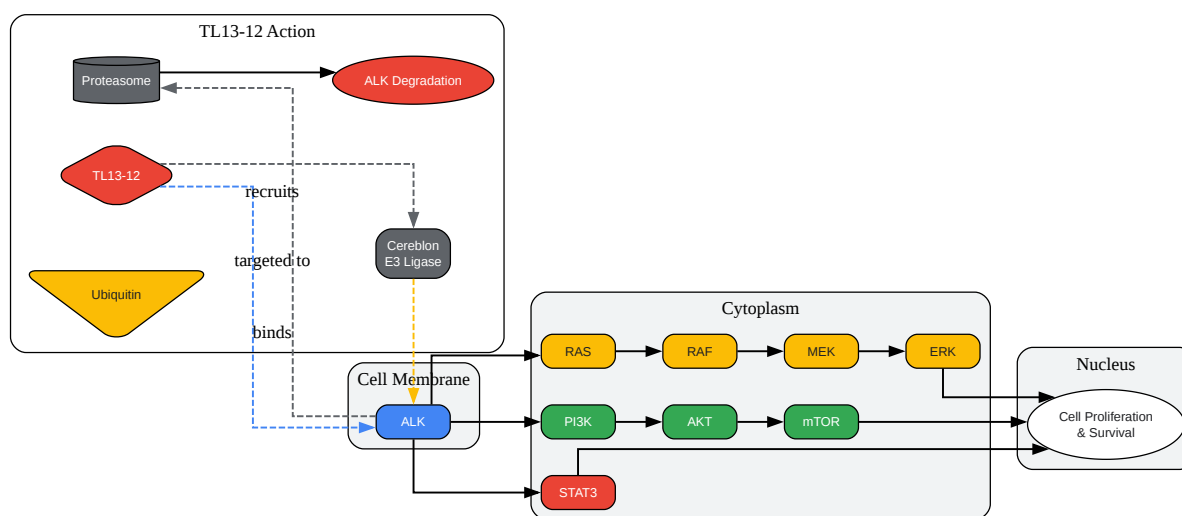 TL13-12 Action
Proteasome
ALK Degradation
TL13-12
recruits
Cereblon
E3 Ligase
targeted to
Ubiquitin
binds
Cytoplasm
RAS
RAF
MEK
ERK
Cell Membrane
Nucleus
ALK
PI3K
AKT
mTOR
Cell Proliferation
& Survival
STAT3